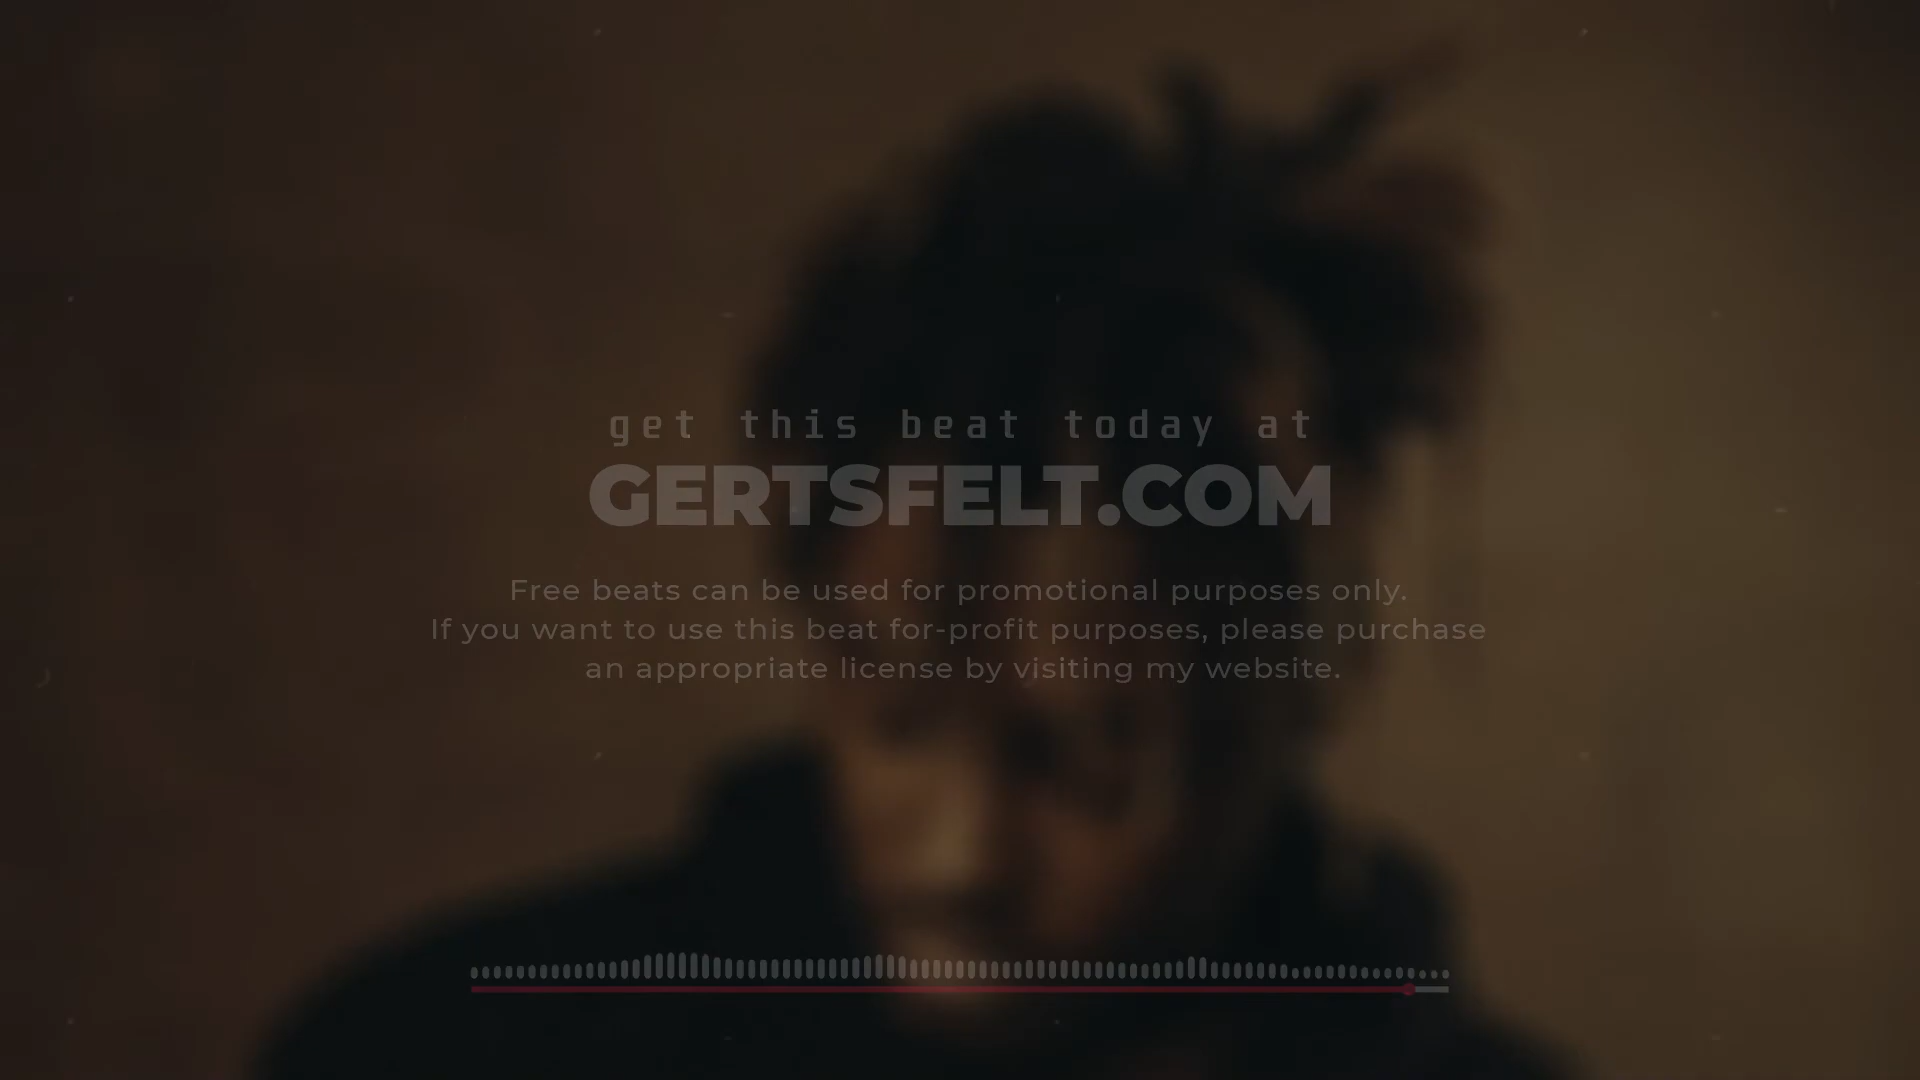 get this beat today at
GERTSFELT.COM
Free beats can be used for promotional purposes only.
If you want to use this beat for-profit purposes, please purchase
an appropriate license by visiting my website.